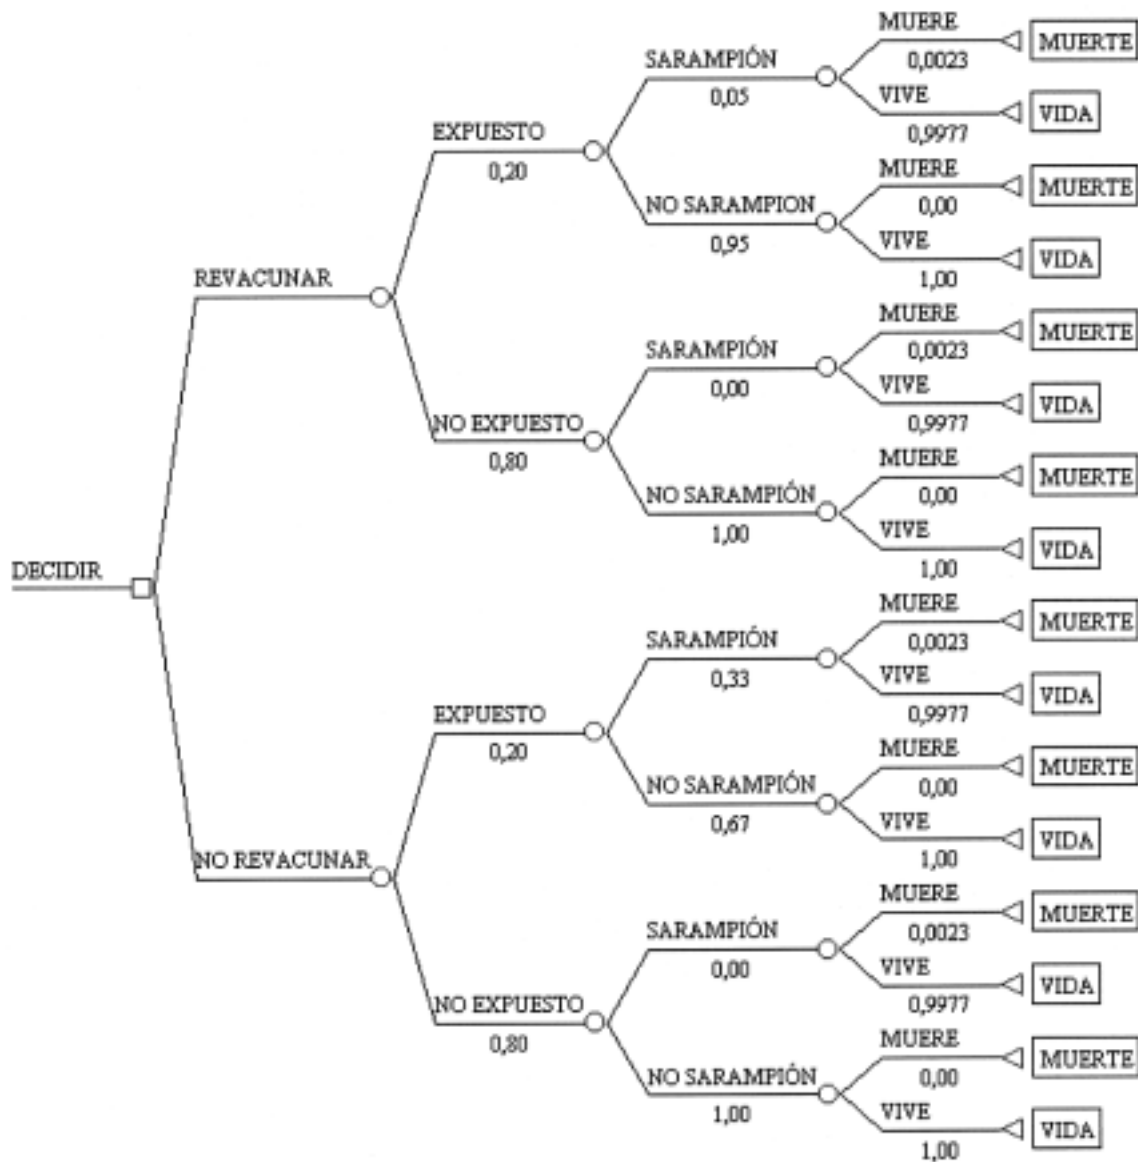 MUERE
MUERTE
SARAMPIÓN
0,0023
VIVE
0,05
VIDA
EXPUESTO
0,9977
0,20
MUERE
MUERTE
NO SARAMPION
0,00
VIVE
0,95
VIDA
REVACUNAR
1,00
MUERE
MUERTE
SARAMPIÓN
0,0023
VIVE
0,00
VIDA
NO EXPUESTO
0,9977
0,80
MUERE
MUERTE
NO SARAMPIÓN
0,00
VIVE
1,00
VIDA
DECIDIR
1,00
MUERE
MUERTE
SARAMPIÓN
0,0023
VIVE
0,33
VIDA
EXPUESTO
0,9977
0,20
MUERE
MUERTE
NO SARAMPIÓN
0,00
VIVE
0,67
VIDA
NO REVACUNAR
1,00
MUERE
MUERTE
SARAMPIÓN
0,0023
VIVE
0,00
VIDA
NO EXPUESTO
0,9977
0,80
MUERE
MUERTE
NO SARAMPIÓN
0,00
VIVE
1,00
VIDA
1,00